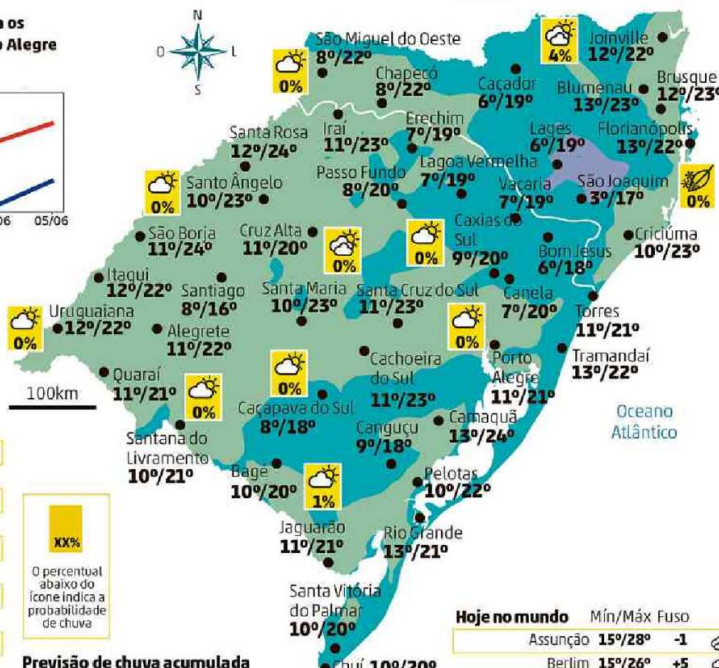 n os
o Alegre
N
O
L
S
06 05/06
São Miguel do Oeste
8º/22º
0%
Chapecó
8º/22º
Caçador
6º/19º
4%
Joinville
12º/22º
Blumenau
13º/23º
Brusque
12º/23º
Santa Rosa
12º/24º
Iraí
11º/23º
Erechim
7º/19º
Lages
6º/19º
Florianópolis
13º/22º
0%
Santo Ângelo
10º/23º
0%
Passo Fundo
8º/20º
Lagoa Vermelha
7º/19º
Vacaria
7º/19º
São Joaquim
3º/17º
São Borja
11º/24º
Cruz Alta
11º/20º
0%
0%
Caxias do
Sul
9º/20º
Bom Jesus
6º/18º
Criciúma
10º/23º
Itaqui
12º/22º
Santiago
8º/16º
Santa Maria
10º/23º
Santa Cruz do Sul
11º/23º
Canela
7º/20º
Torres
11º/21º
Uruguaiana
12º/22º
0%
Alegrete
11º/22º
0%
Porto
Alegre
11º/21º
Tramandaí
13º/22º
Quaraí
11º/21º
100km
0%
0%
Cachoeira
do Sul
11º/23º
Caçapava do Sul
8º/18º
Canguçu
9º/18º
Camaquã
13º/24º
Oceano
Atlântico
Santana do
Livramento
10º/21º
Bagé
10º/20º
1%
Pelotas
10º/22º
XX%
O percentual
abaixo do
ícone indica a
probabilidade
de chuva
Jaguarão
11º/21º
Rio Grande
13º/21º
Santa Vitória
do Palmar
10º/20º
Chuí 10º/20º
Hoje no mundo Mín/Máx Fuso
Assunção 15º/28º -1
Berlim 15º/26º +5
Previsão de chuva acumulada